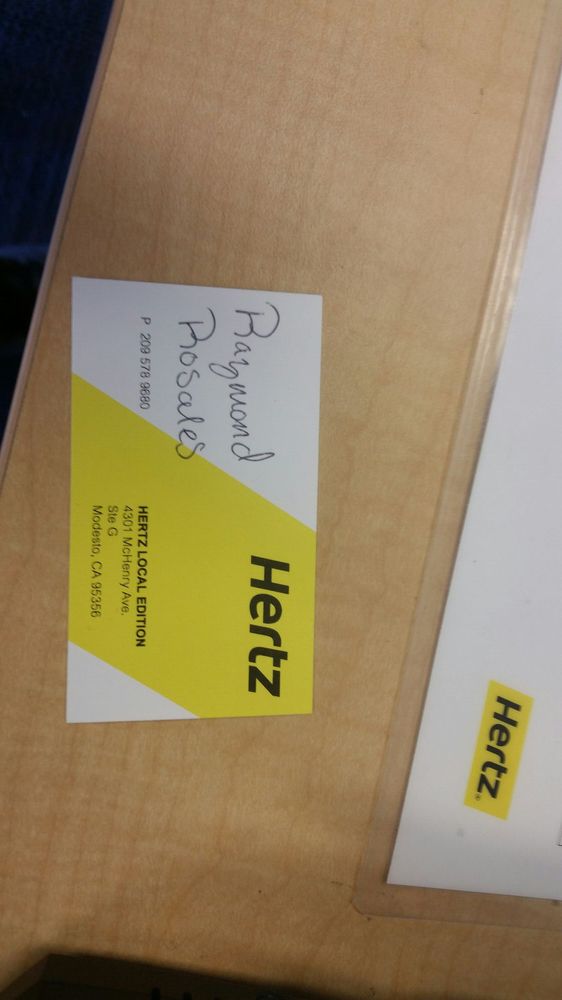 Raymond
Rosales
P 209 578 9680
Hertz
HERTZ LOCAL EDITION
4301 McHenry Ave.
Ste G
Modesto, CA 95356
Hertz®